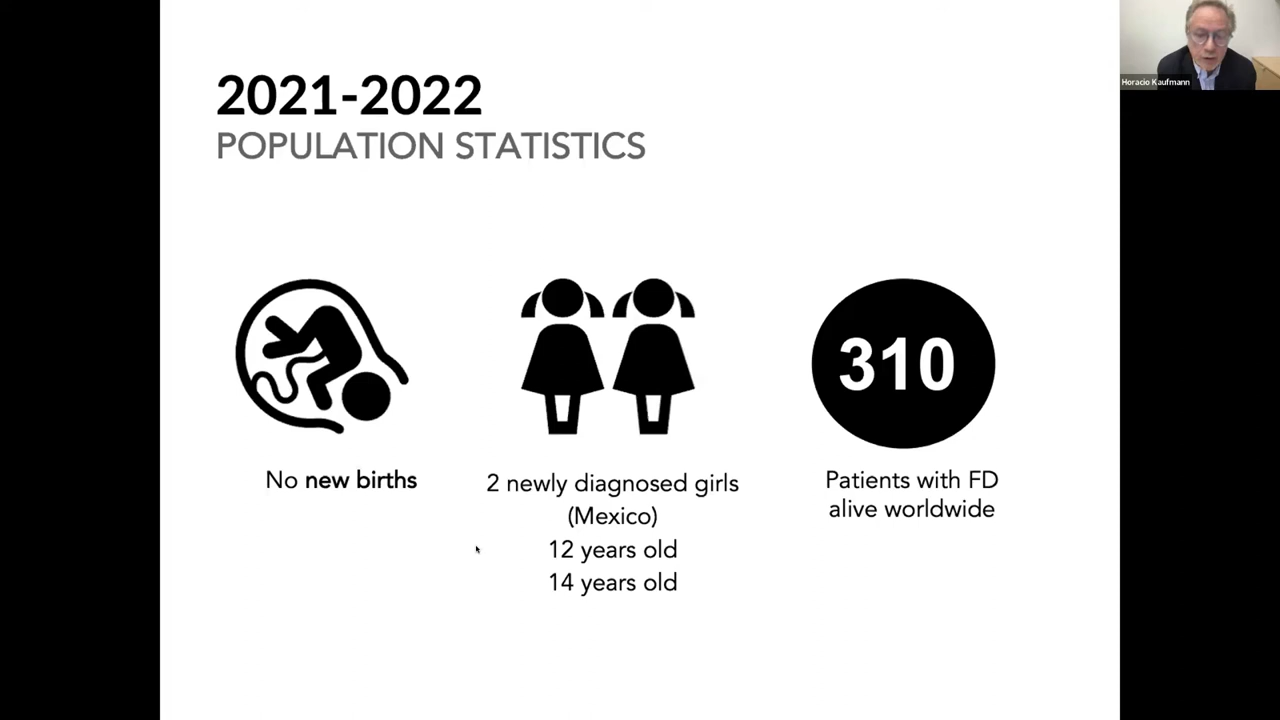 2021-2022
POPULATION STATISTICS
Horacio Kaufmann
310
No new births
2 newly diagnosed girls
(Mexico)
12 years old
14 years old
Patients with FD
alive worldwide